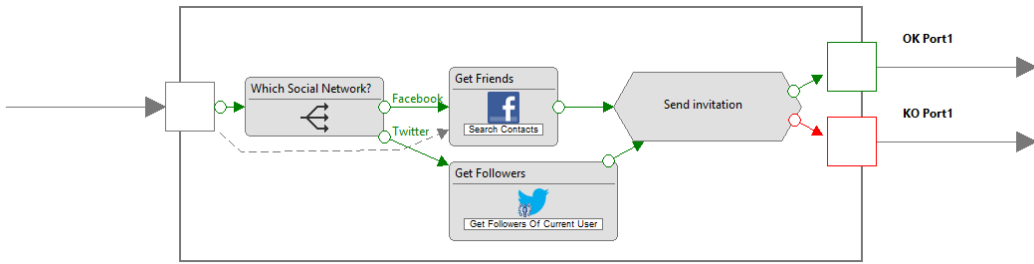 Which Social Network?
Facebook
Twitter
Get Friends
f
Search Contacts
Get Followers
Get Followers Of Current User
Send invitation
OK Port1
KO Port1